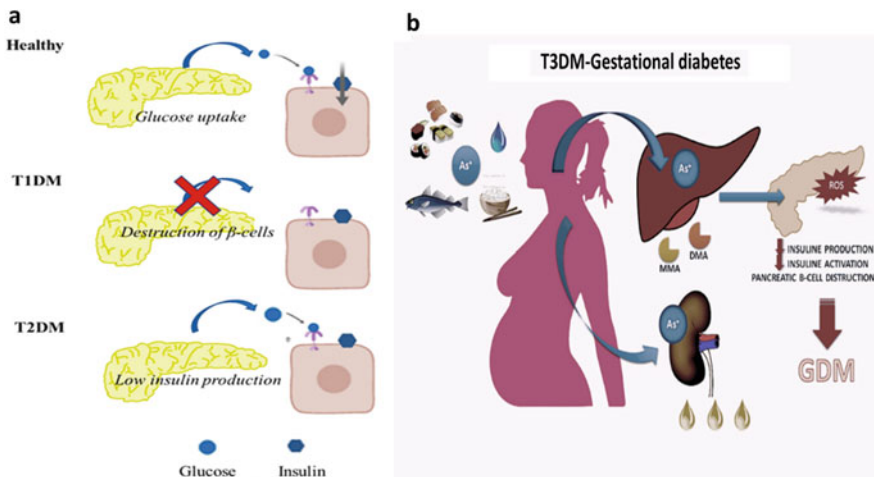 a
Healthy
Glucose uptake
T1DM
Destruction of β-cells
T2DM
Low insulin production
Glucose
Insulin
b
T3DM-Gestational diabetes
As⁺
As⁺
ROS
MMA
DMA
INSULINE PRODUCTION
INSULINE ACTIVATION
PANCREATIC B-CELL DISTRUCTION
As⁺
GDM